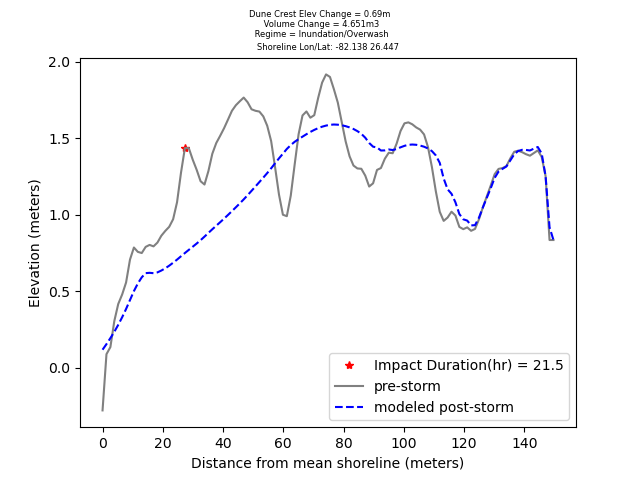 Dune Crest Elev Change = 0.69m
Volume Change = 4.651m3
Regime = Inundation/Overwash
Shoreline Lon/Lat: -82.138 26.447
2.0
1.5
1.0
0.5
0.0
Elevation (meters)
Impact Duration(hr) = 21.5
pre-storm
modeled post-storm
0 20 40 60 80 100 120 140
Distance from mean shoreline (meters)